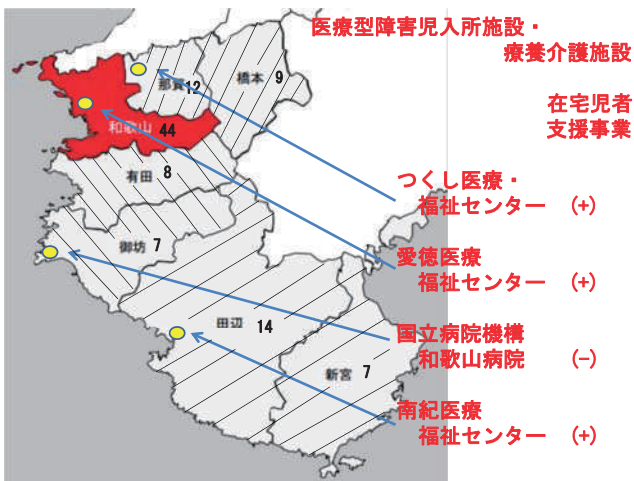 医療型障害児入所施設・
療養介護施設
在宅児者
支援事業
橋本 9
那賀 12
和歌山 44
有田 8
御坊 7
田辺 14
新宮 7
つくし医療・
福祉センター (+)
愛徳医療
福祉センター (+)
国立病院機構
和歌山病院 (−)
南紀医療
福祉センター (+)